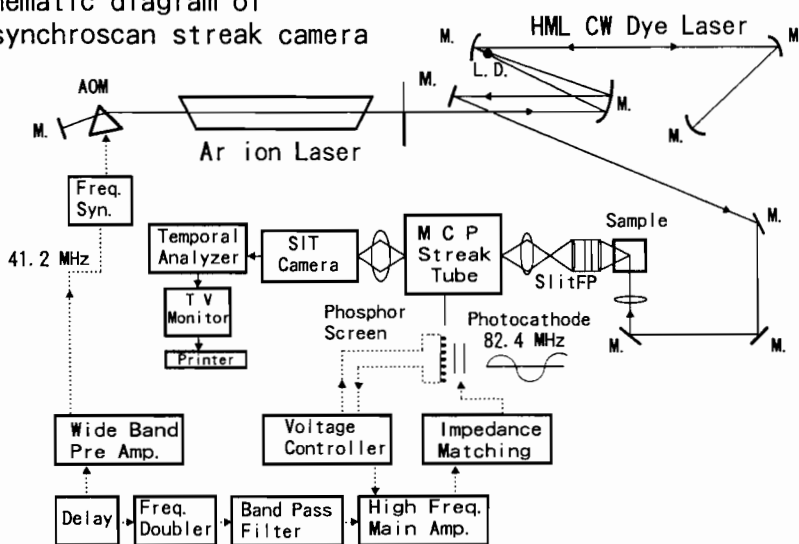 hematic diagram of
synchroscan streak camera
HML CW Dye Laser
M.
M
L.D.
M.
M.
M.
AOM
M.
Ar ion Laser
Freq.
Syn.
41.2 MHz
Temporal
Analyzer
SIT
Camera
MCP
Streak
Tube
Sample
M.
SlitFP
TV
Monitor
Printer
Phosphor
Screen
Photocathode
82.4 MHz
M.
M.
Wide Band
Pre Amp.
Voltage
Controller
Impedance
Matching
Delay
Freq.
Doubler
Band Pass
Filter
High Freq.
Main Amp.